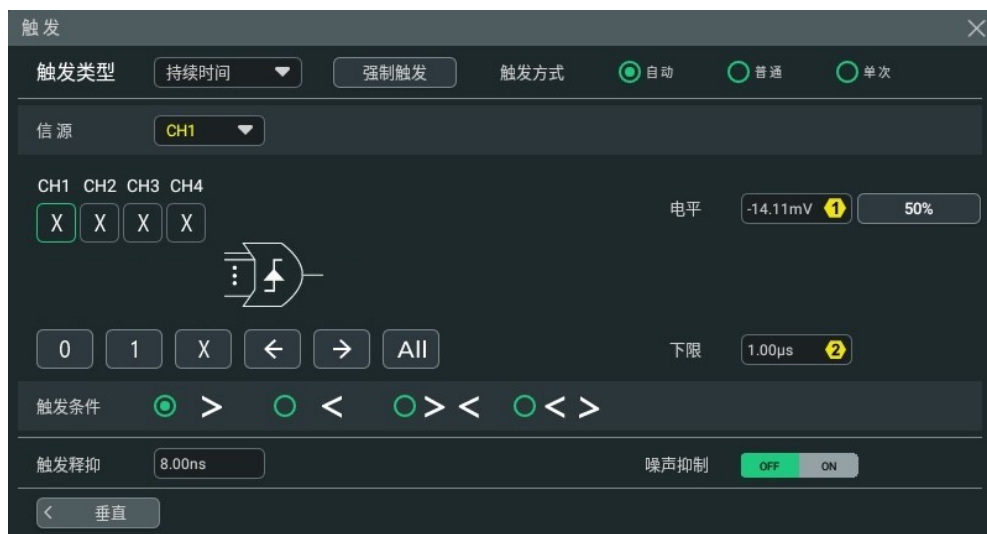 触发
触发类型 持续时间 强制触发 触发方式 自动 普通 单次
信源 CH1
CH1 CH2 CH3 CH4
X X X X 电平 -14.11mV 1 50%
0 1 X ← → All 下限 1.00μs 2
触发条件 > < > < < >
触发释抑 8.00ns 噪声抑制 OFF ON
< 垂直